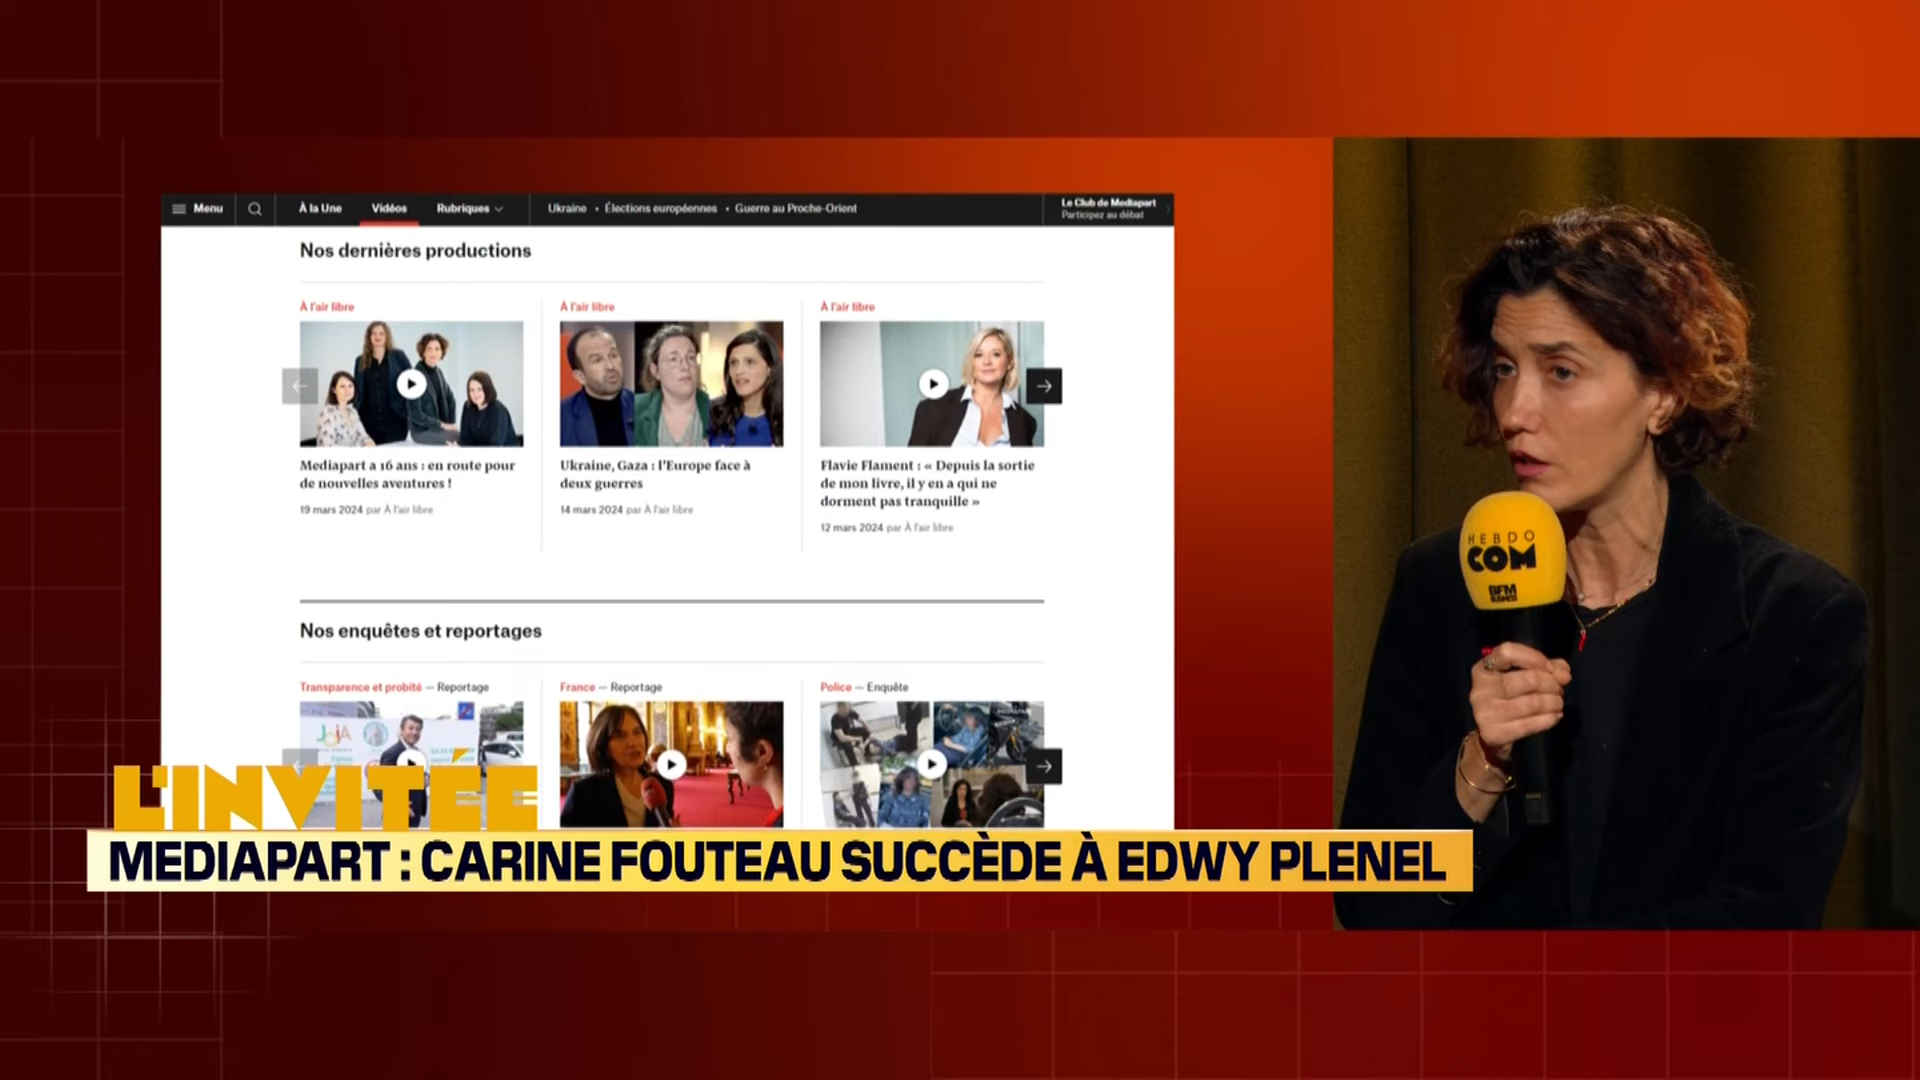 Menu
À la Une
Vidéos
Rubriques
Ukraine • Élections européennes • Guerre au Proche-Orient
Le Club de Mediapart
Participez au débat
Nos dernières productions
À l'air libre
Mediapart a 16 ans : en route pour
de nouvelles aventures !
19 mars 2024 par À l'air libre
À l'air libre
Ukraine, Gaza : l'Europe face à
deux guerres
14 mars 2024 par À l'air libre
À l'air libre
Flavie Flament : « Depuis la sortie
de mon livre, il y en a qui ne
dorment pas tranquille »
12 mars 2024 par À l'air libre
Nos enquêtes et reportages
Transparence et probité — Reportage
France — Reportage
Police — Enquête
HEBDO
COM
BFM
BUSINESS
L'INVITÉE
MEDIAPART : CARINE FOUTEAU SUCCÈDE À EDWY PLENEL